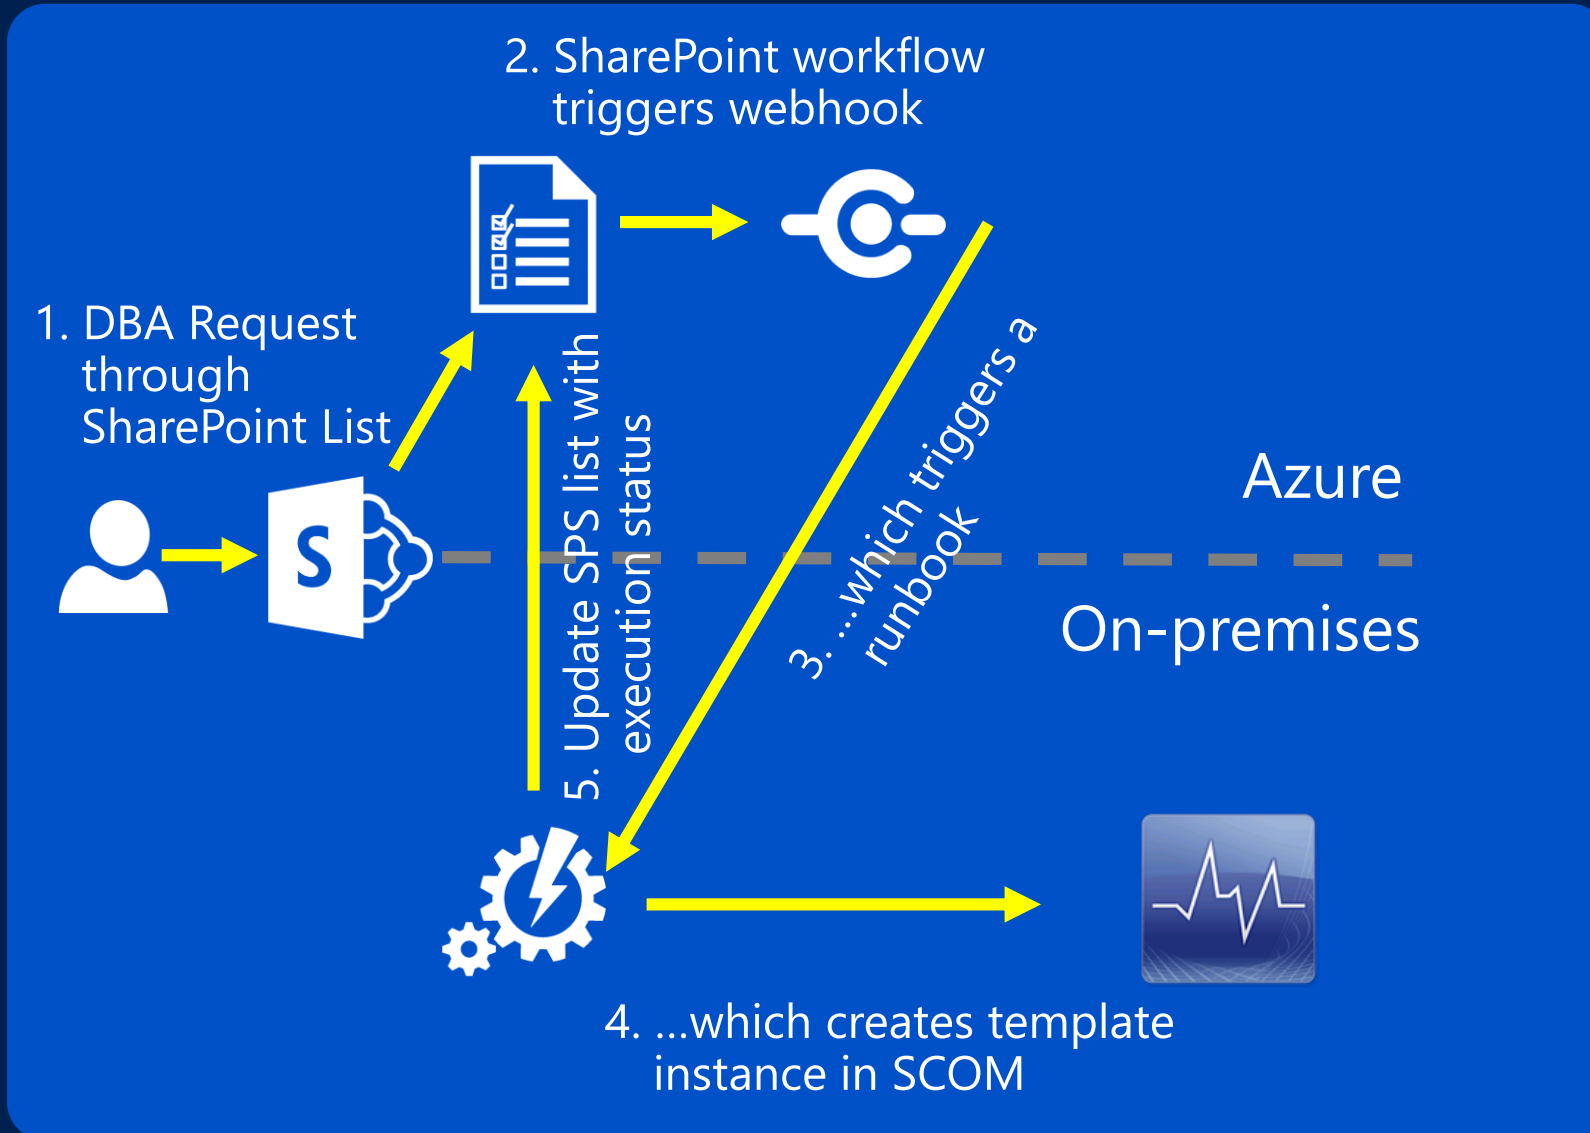 2. SharePoint workflow
triggers webhook
1. DBA Request
through
SharePoint List
S
5. Update SPS list with
execution status
3. ...which triggers a
runbook
Azure
On-premises
4. ...which creates template
instance in SCOM